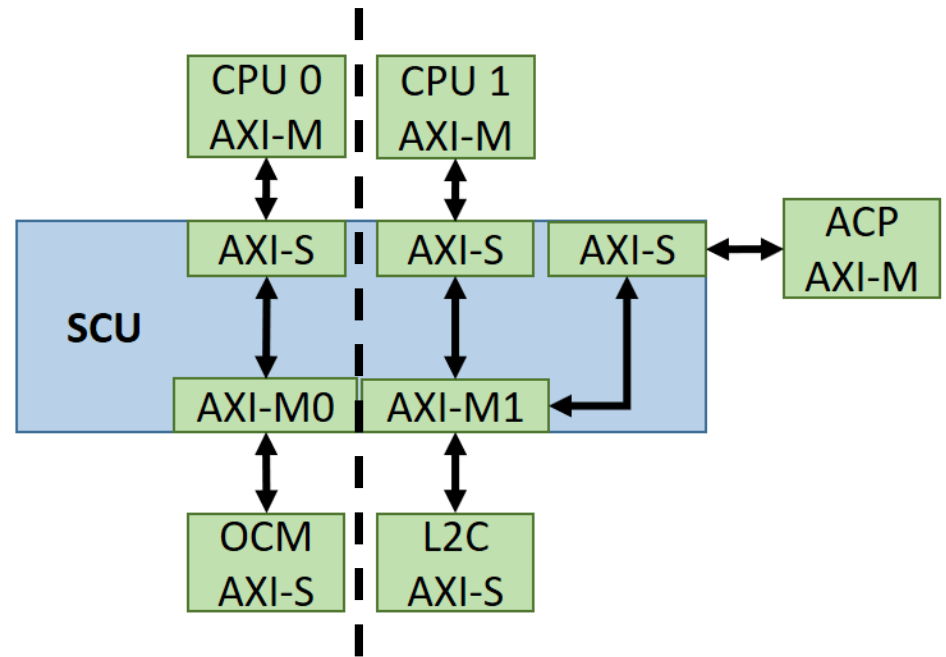 CPU 0
AXI-M
CPU 1
AXI-M
AXI-S
AXI-S
AXI-S
ACP
AXI-M
SCU
AXI-M0
AXI-M1
OCM
AXI-S
L2C
AXI-S